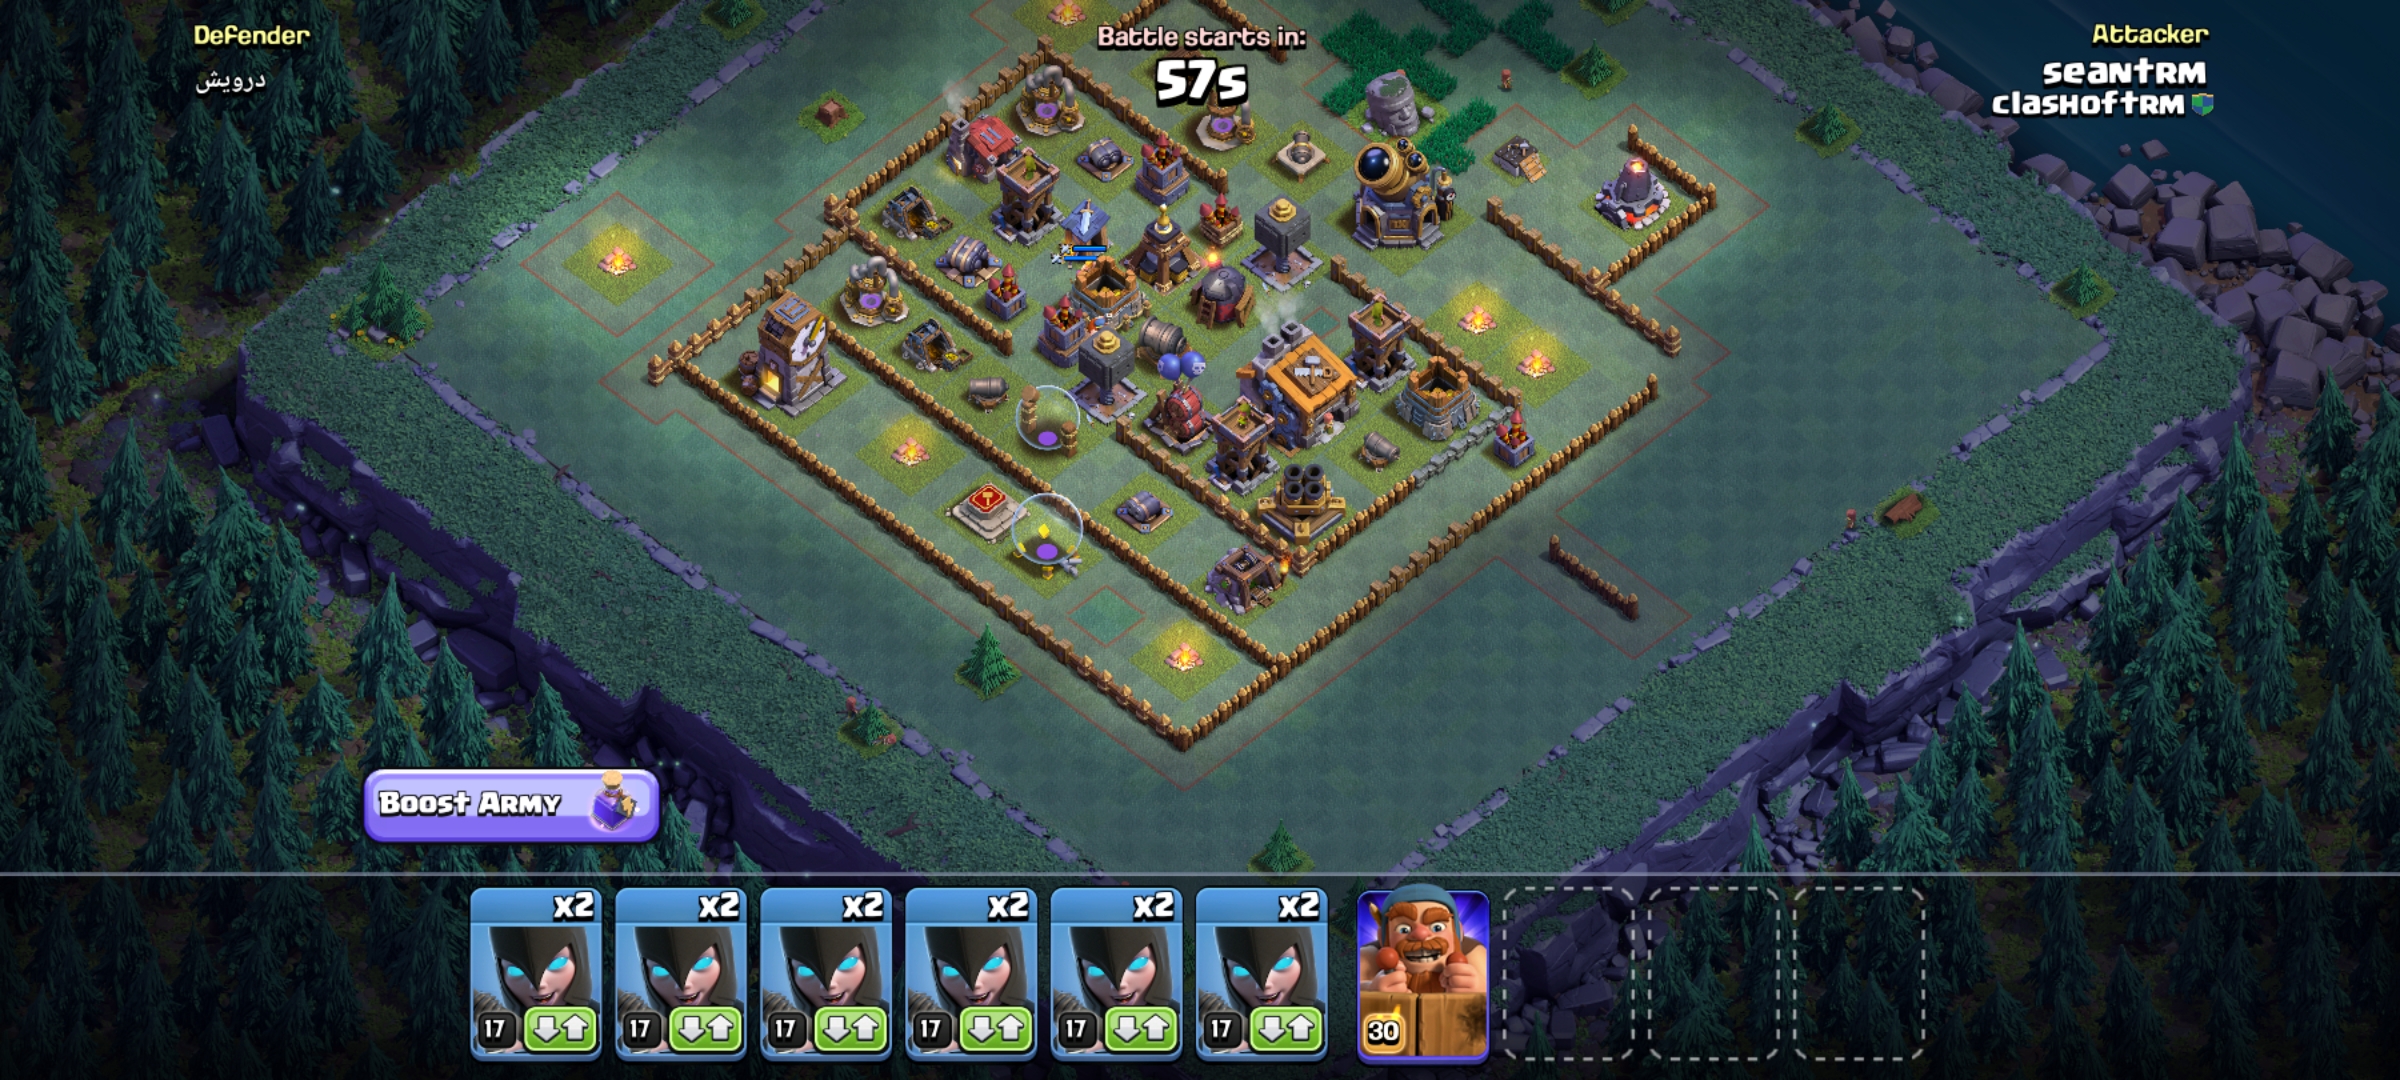 Defender
درويش
Battle starts in:
57s
Attacker
seantRM
clashoftRM
Boost Army
x2
x2
x2
x2
x2
x2
17
17
17
17
17
17
30